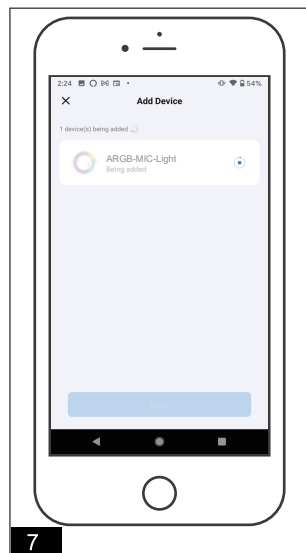 2:24 54%
Add Device
1 device(s) being added
ARGB-MIC-Light
Being added
7